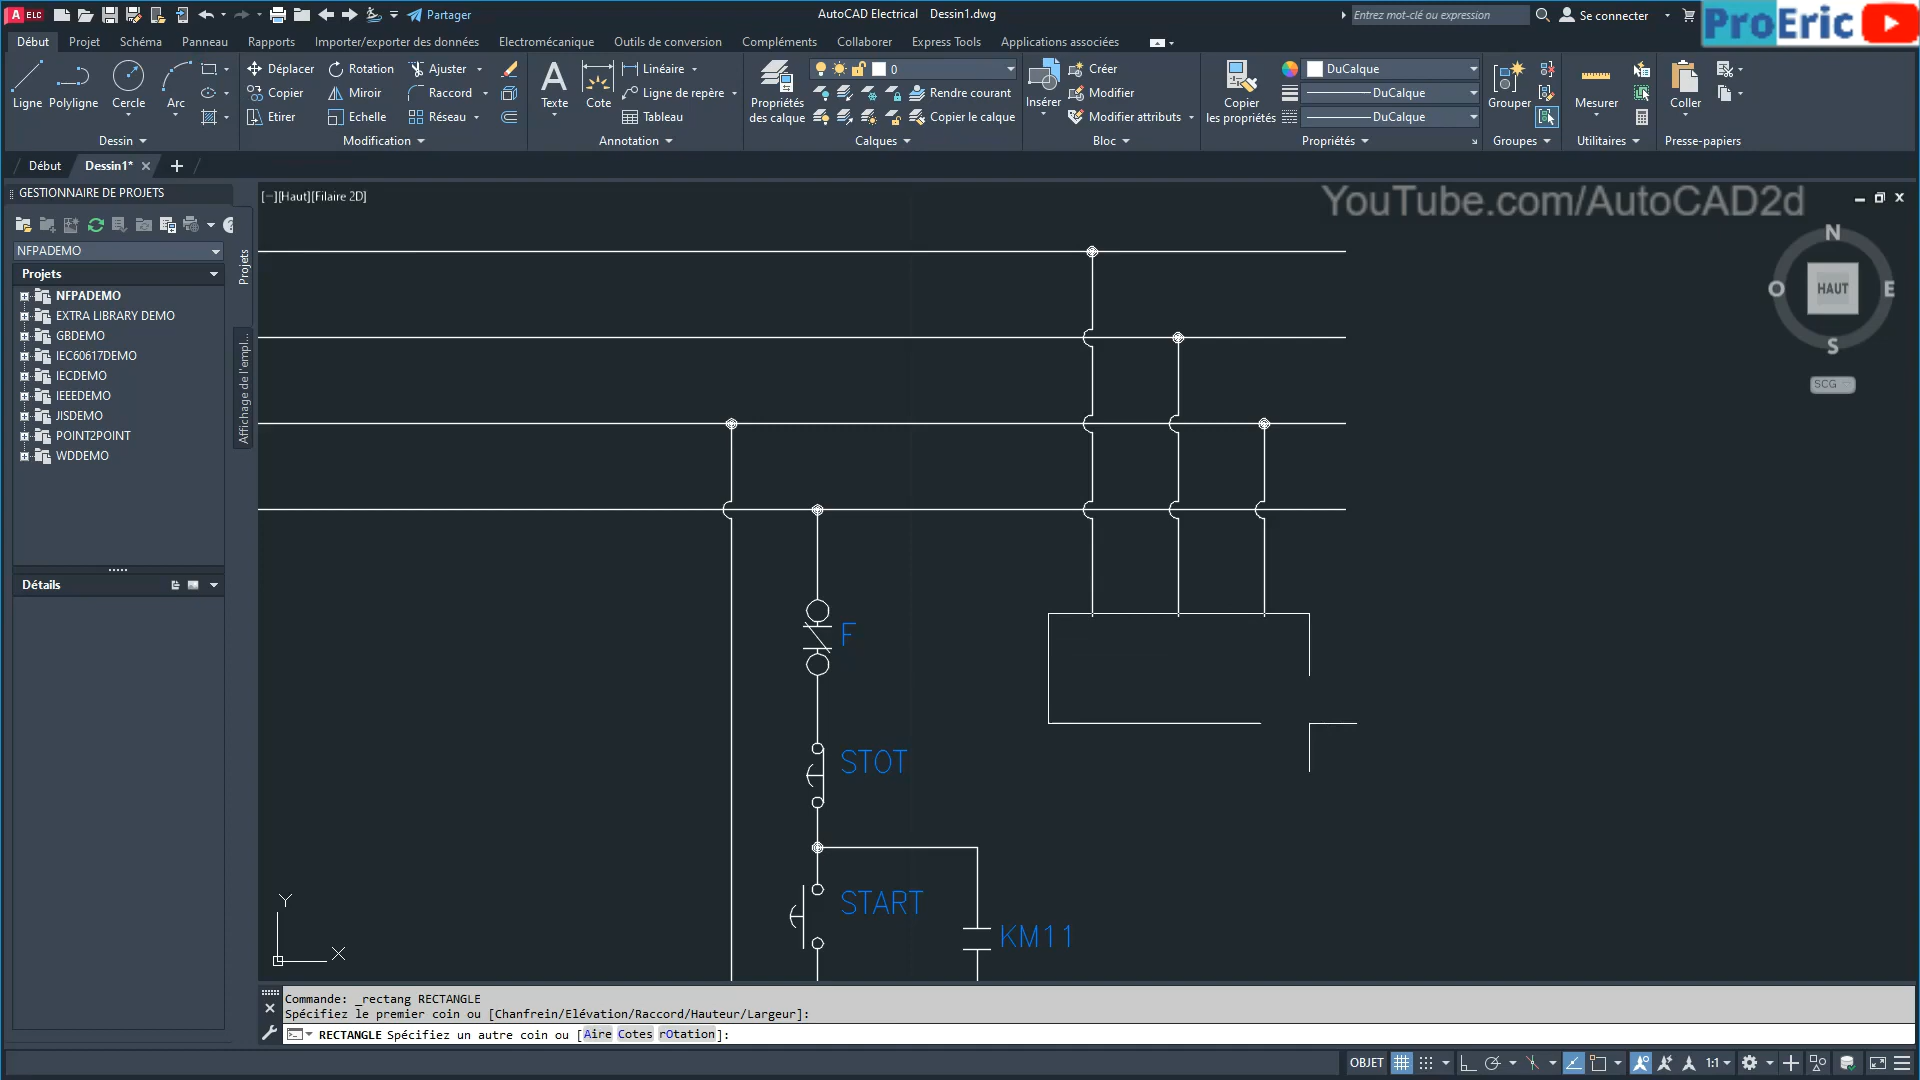 A ELC
Partager
AutoCAD Electrical Dessin1.dwg
Entrez mot-clé ou expression
Se connecter
ProEric
Début Projet Schéma Panneau Rapports Importer/exporter des données Electromécanique Outils de conversion Compléments Collaborer Express Tools Applications associées
Ligne Polyligne Cercle Arc
Déplacer Rotation Ajuster
Copier Miroir Raccord
Etirer Echelle Réseau
Texte Cote
Linéaire
Ligne de repère
Tableau
Propriétés
des calque
0
Rendre courant
Copier le calque
Insérer
Créer
Modifier
Modifier attributs
Copier
les propriétés
DuCalque
DuCalque
DuCalque
Grouper
Mesurer
Coller
Dessin Modification Annotation Calques Bloc Propriétés Groupes Utilitaires Presse-papiers
Début Dessin1*
GESTIONNAIRE DE PROJETS
NFPADEMO
Projets
NFPADEMO
EXTRA LIBRARY DEMO
GBDEMO
IEC60617DEMO
IECDEMO
IEEEDEMO
JISDEMO
POINT2POINT
WDDEMO
Détails
Projets
Affichage de l'empl...
[−][Haut][Filaire 2D]
YouTube.com/AutoCAD2d
N
O HAUT E
S
SCG
F
STOT
START
KM11
Y
X
Commande: _rectang RECTANGLE
Spécifiez le premier coin ou [Chanfrein/Elévation/Raccord/Hauteur/Largeur]:
RECTANGLE Spécifiez un autre coin ou [Aire Cotes rOtation]:
OBJET 1:1